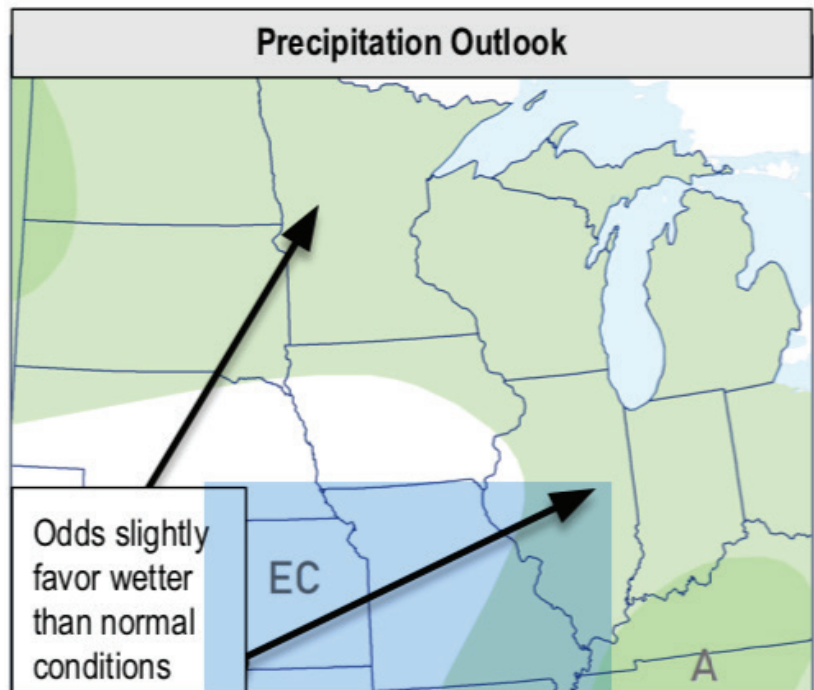 Precipitation Outlook
Odds slightly
favor wetter
than normal
conditions
EC
A